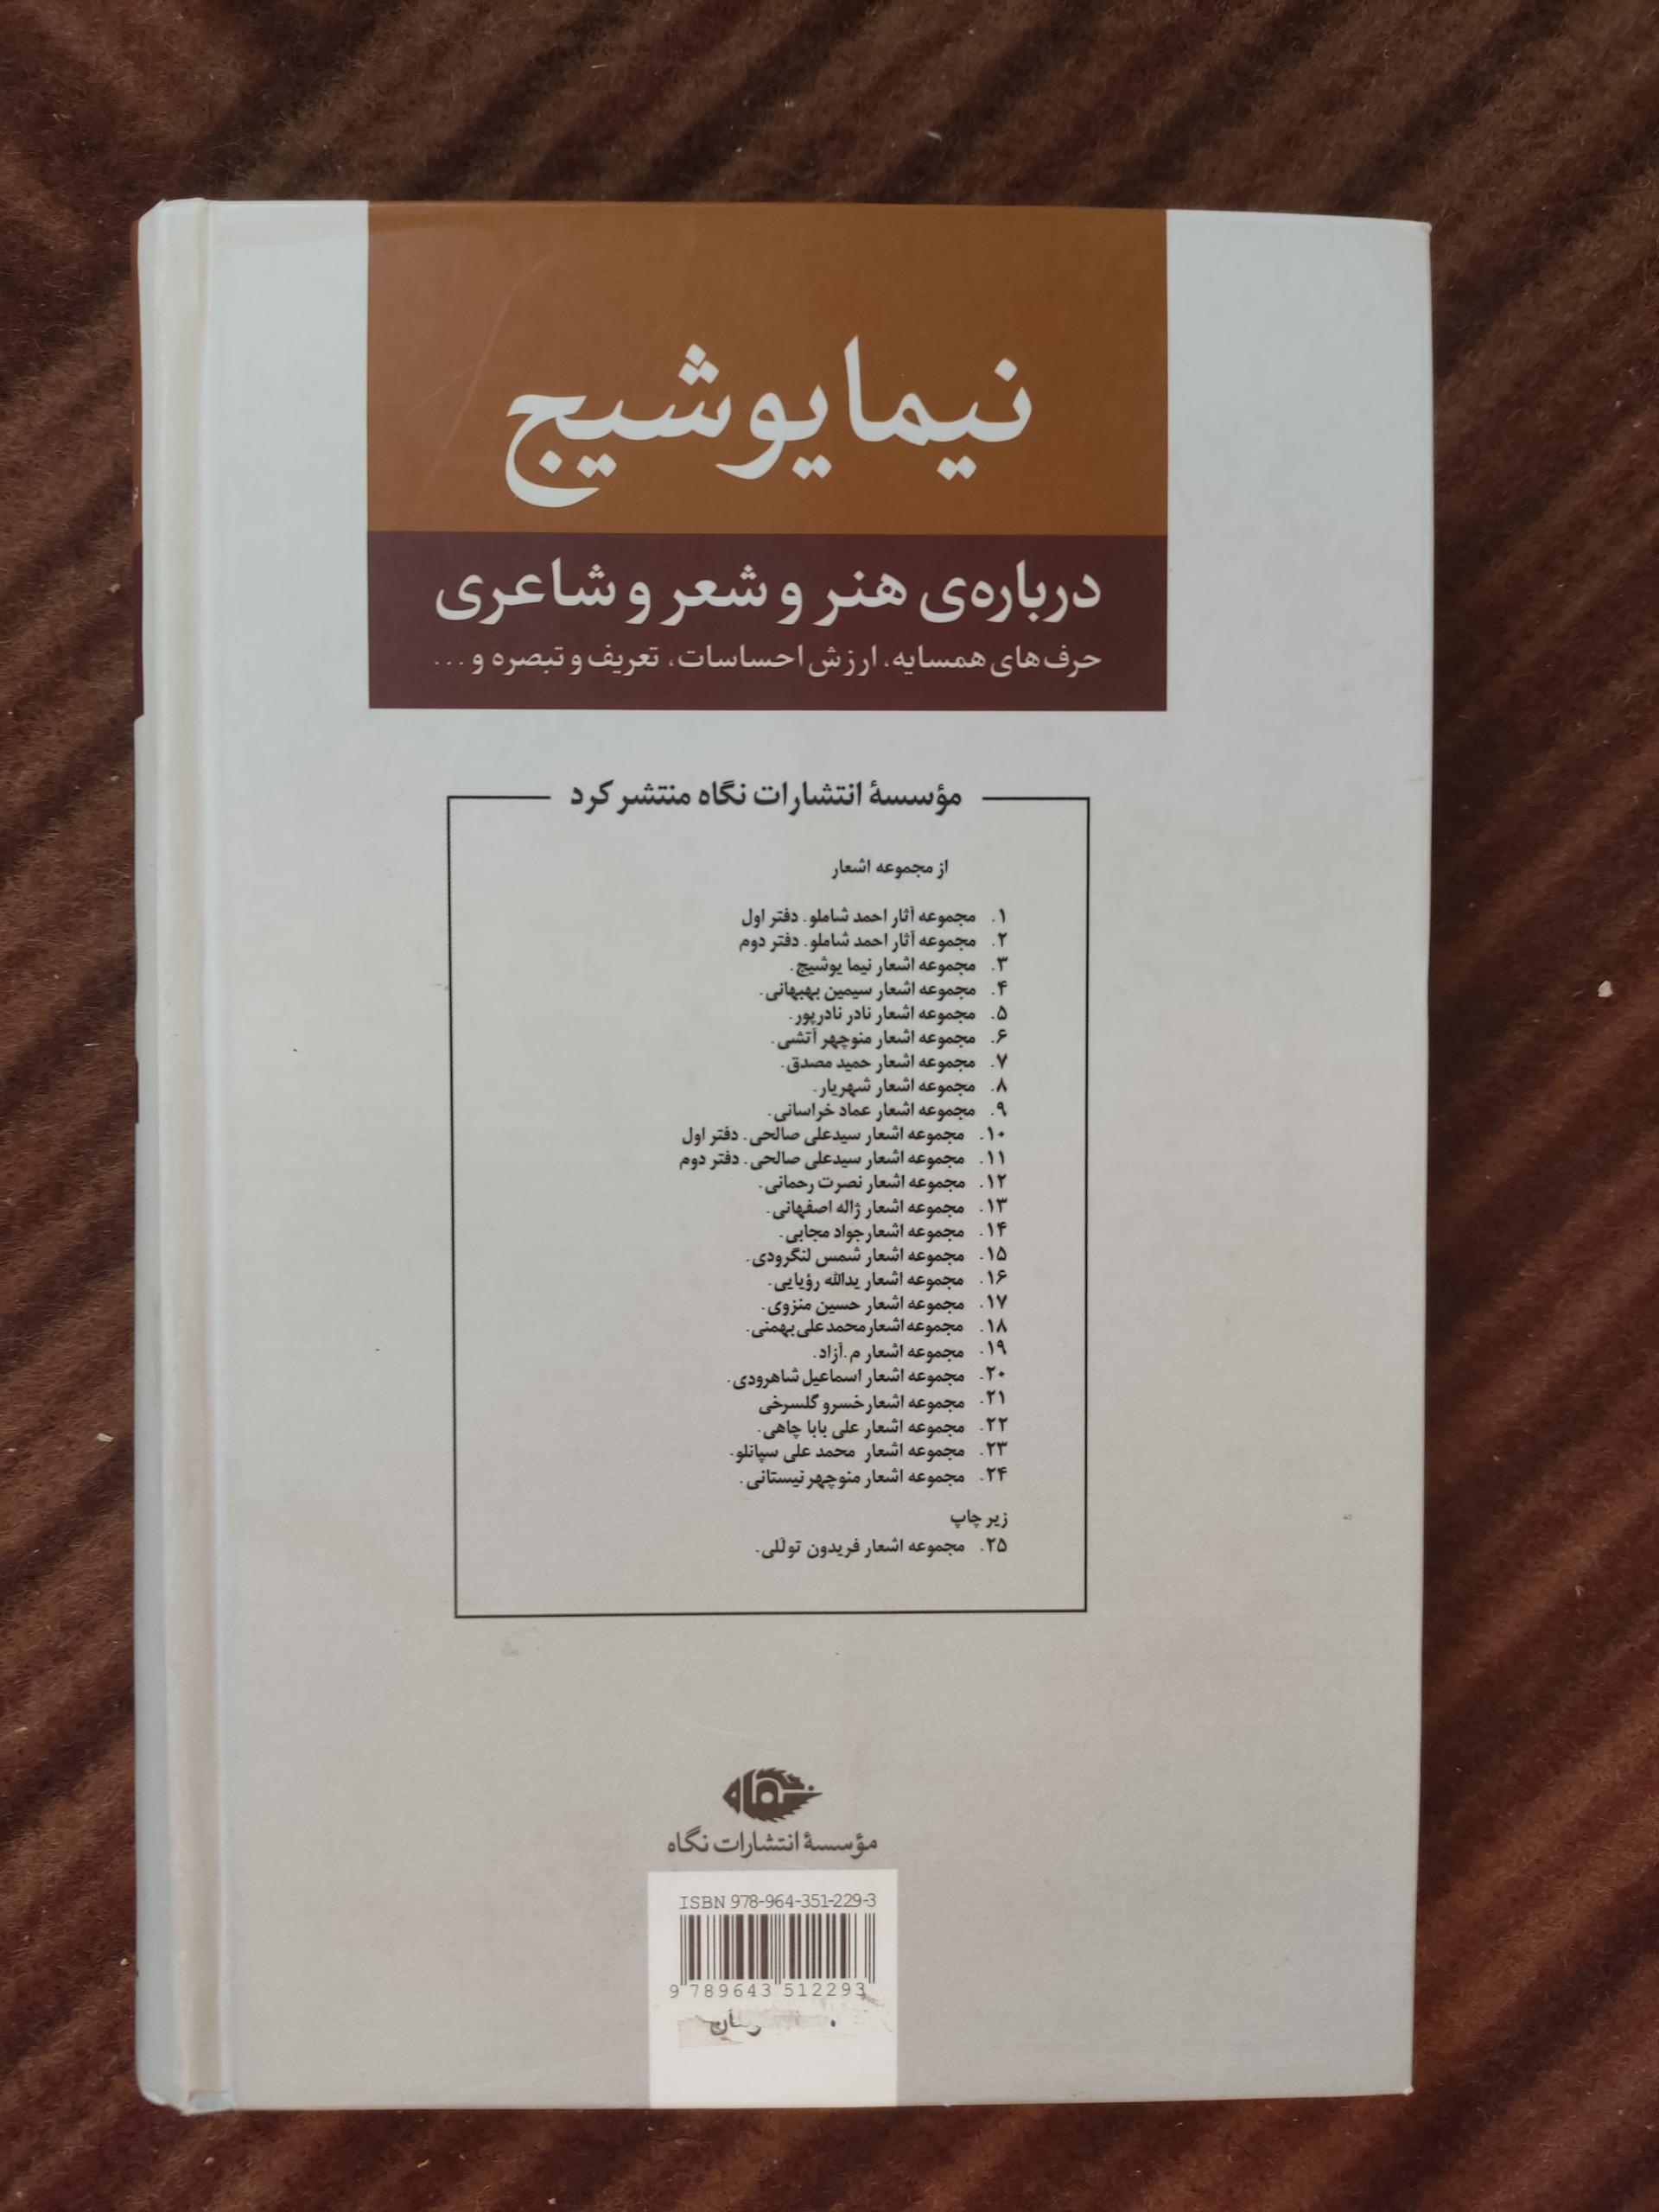 نیما یوشیج
درباره‌ی هنر و شعر و شاعری
حرف‌های همسایه، ارزش احساسات، تعریف و تبصره و ...
مؤسسهٔ انتشارات نگاه منتشر کرد
از مجموعه اشعار
۱. مجموعه آثار احمد شاملو. دفتر اول
۲. مجموعه آثار احمد شاملو. دفتر دوم
۳. مجموعه اشعار نیما یوشیج.
۴. مجموعه اشعار سیمین بهبهانی.
۵. مجموعه اشعار نادر نادرپور.
۶. مجموعه اشعار منوچهر آتشی.
۷. مجموعه اشعار حمید مصدق.
۸. مجموعه اشعار شهریار.
۹. مجموعه اشعار عماد خراسانی.
۱۰. مجموعه اشعار سیدعلی صالحی. دفتر اول
۱۱. مجموعه اشعار سیدعلی صالحی. دفتر دوم
۱۲. مجموعه اشعار نصرت رحمانی.
۱۳. مجموعه اشعار ژاله اصفهانی.
۱۴. مجموعه اشعار جواد مجابی.
۱۵. مجموعه اشعار شمس لنگرودی.
۱۶. مجموعه اشعار یدالله رؤیایی.
۱۷. مجموعه اشعار حسین منزوی.
۱۸. مجموعه اشعار محمدعلی بهمنی.
۱۹. مجموعه اشعار م.آزاد.
۲۰. مجموعه اشعار اسماعیل شاهرودی.
۲۱. مجموعه اشعار خسرو گلسرخی
۲۲. مجموعه اشعار علی بابا چاهی.
۲۳. مجموعه اشعار محمد علی سپانلو.
۲۴. مجموعه اشعار منوچهر نیستانی.
زیر چاپ
۲۵. مجموعه اشعار فریدون توللی.
نگاه
مؤسسهٔ انتشارات نگاه
ISBN 978-964-351-229-3
9 789643 512293